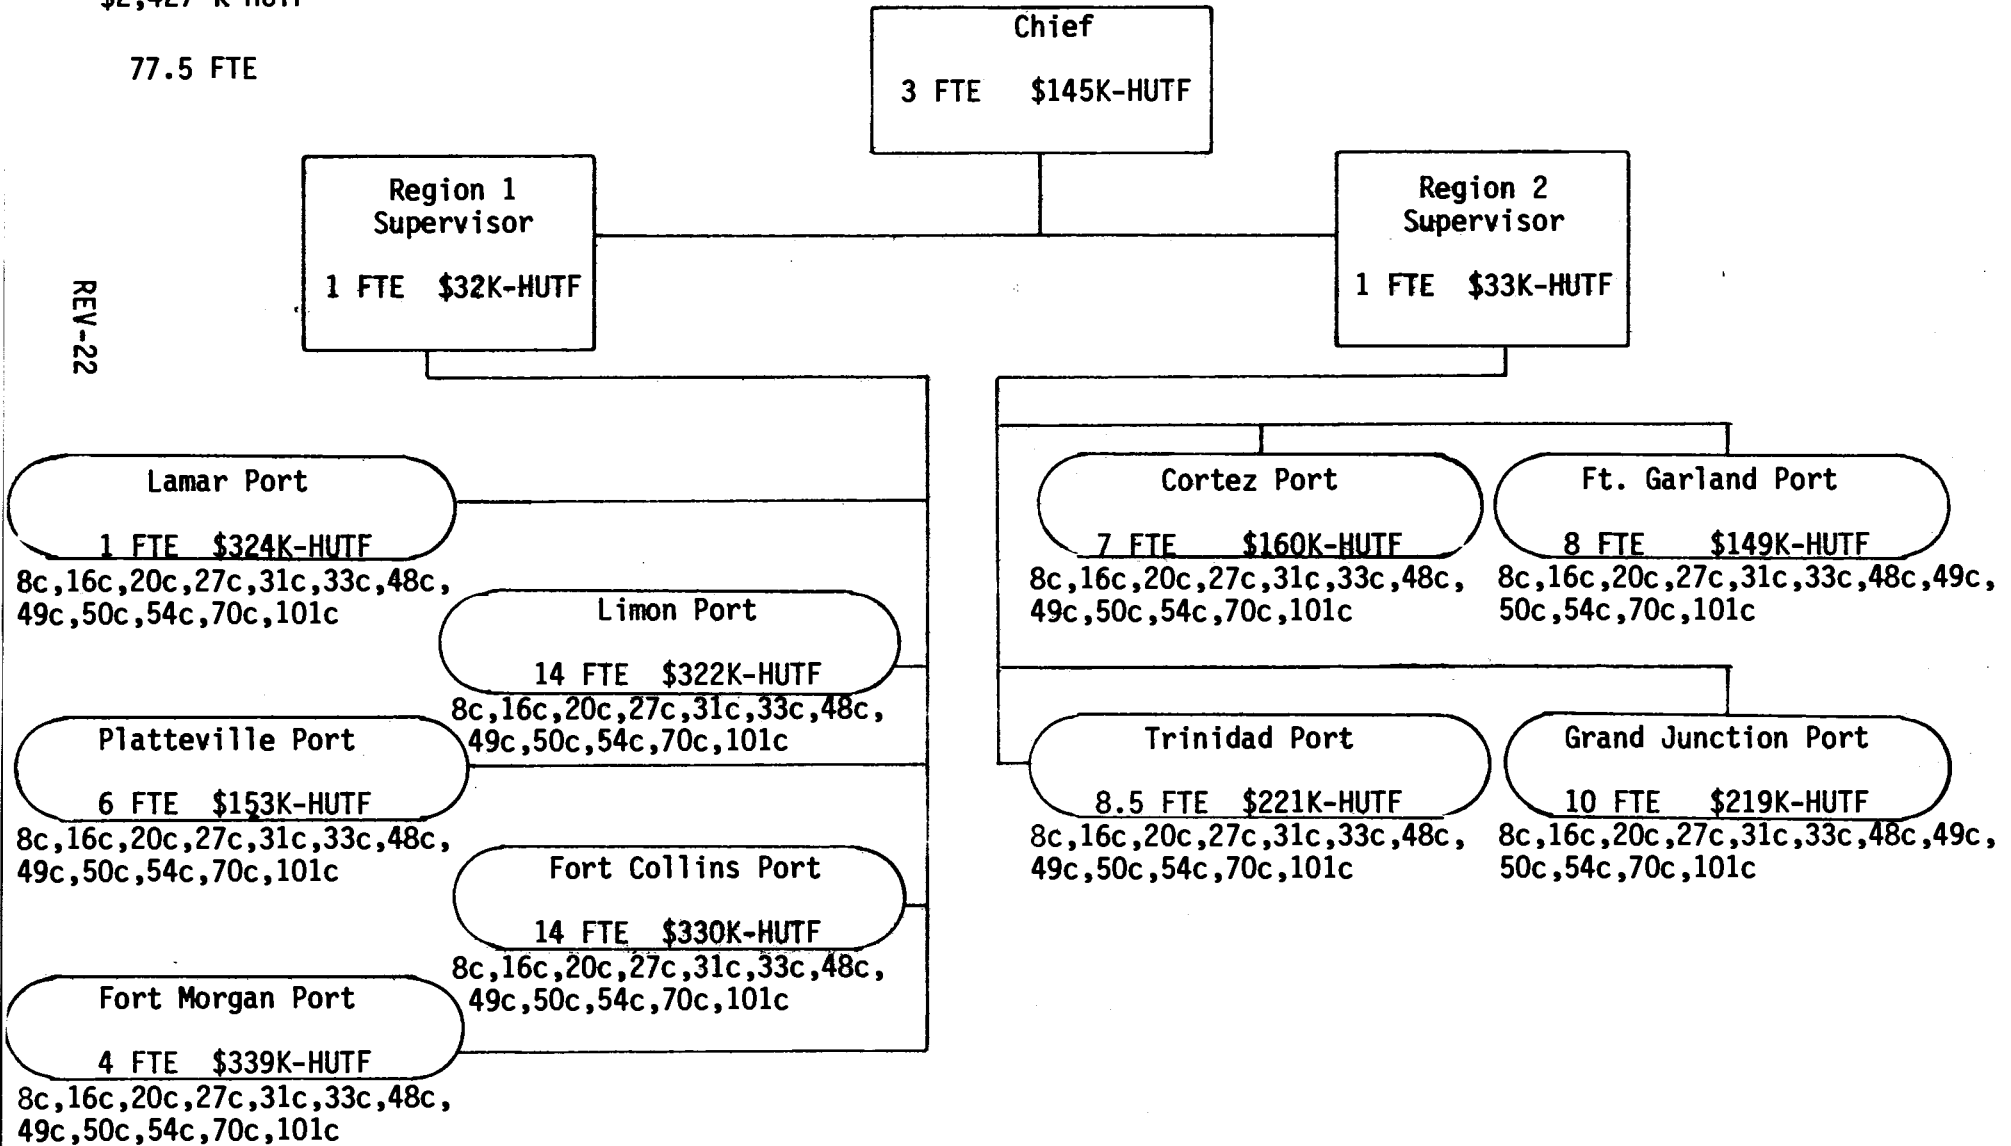 $2,427 K HUTF
77.5 FTE
Chief
3 FTE $145K-HUTF
Region 1
Supervisor
1 FTE $32K-HUTF
Region 2
Supervisor
1 FTE $33K-HUTF
REV-22
Lamar Port
1 FTE $324K-HUTF
8c,16c,20c,27c,31c,33c,48c,
49c,50c,54c,70c,101c
Limon Port
14 FTE $322K-HUTF
8c,16c,20c,27c,31c,33c,48c,
49c,50c,54c,70c,101c
Platteville Port
6 FTE $153K-HUTF
8c,16c,20c,27c,31c,33c,48c,
49c,50c,54c,70c,101c
Fort Collins Port
14 FTE $330K-HUTF
8c,16c,20c,27c,31c,33c,48c,
49c,50c,54c,70c,101c
Fort Morgan Port
4 FTE $339K-HUTF
8c,16c,20c,27c,31c,33c,48c,
49c,50c,54c,70c,101c
Cortez Port
7 FTE $160K-HUTF
8c,16c,20c,27c,31c,33c,48c,
49c,50c,54c,70c,101c
Ft. Garland Port
8 FTE $149K-HUTF
8c,16c,20c,27c,31c,33c,48c,49c,
50c,54c,70c,101c
Trinidad Port
8.5 FTE $221K-HUTF
8c,16c,20c,27c,31c,33c,48c,
49c,50c,54c,70c,101c
Grand Junction Port
10 FTE $219K-HUTF
8c,16c,20c,27c,31c,33c,48c,49c,
50c,54c,70c,101c